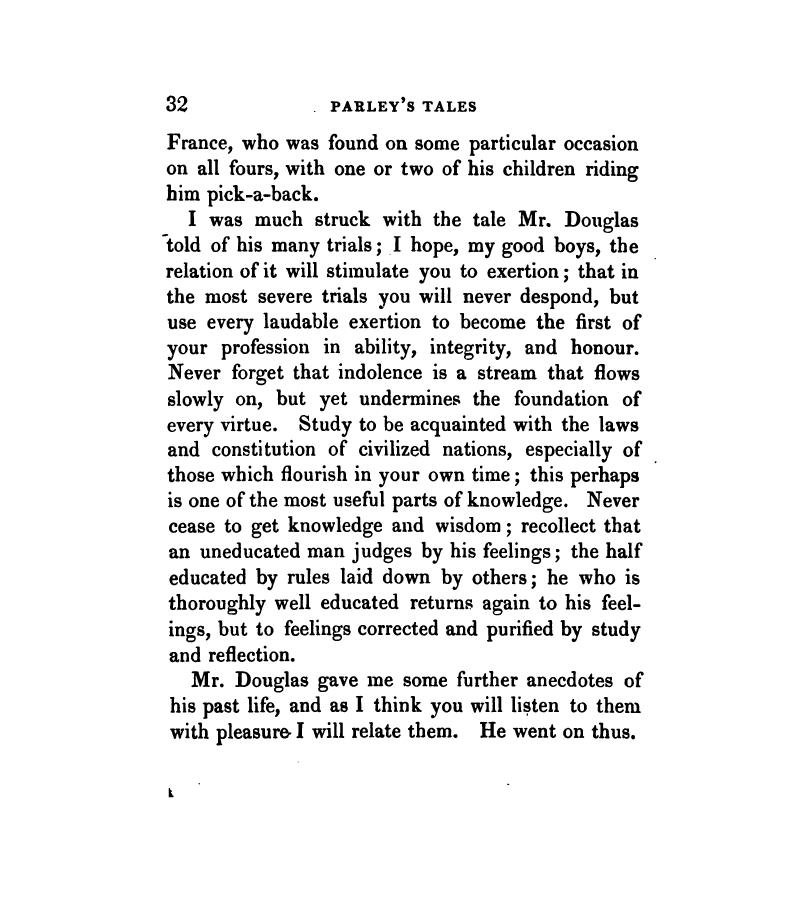 32 PARLEY'S TALES
France, who was found on some particular occasion
on all fours, with one or two of his children riding
him pick-a-back.
I was much struck with the tale Mr. Douglas
told of his many trials; I hope, my good boys, the
relation of it will stimulate you to exertion; that in
the most severe trials you will never despond, but
use every laudable exertion to become the first of
your profession in ability, integrity, and honour.
Never forget that indolence is a stream that flows
slowly on, but yet undermines the foundation of
every virtue. Study to be acquainted with the laws
and constitution of civilized nations, especially of
those which flourish in your own time; this perhaps
is one of the most useful parts of knowledge. Never
cease to get knowledge and wisdom; recollect that
an uneducated man judges by his feelings; the half
educated by rules laid down by others; he who is
thoroughly well educated returns again to his feel-
ings, but to feelings corrected and purified by study
and reflection.
Mr. Douglas gave me some further anecdotes of
his past life, and as I think you will listen to them
with pleasure I will relate them. He went on thus.